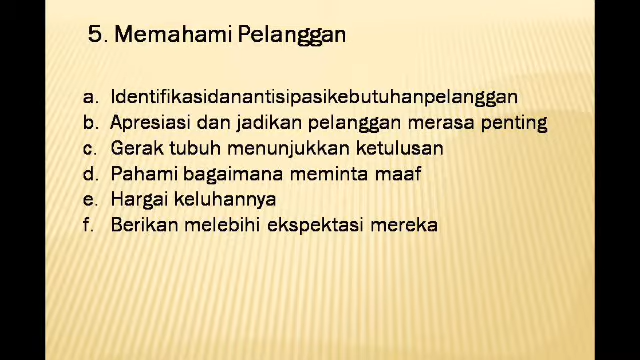 5. Memahami Pelanggan
a. Identifikasidanantisipasikebutuhanpelanggan
b. Apresiasi dan jadikan pelanggan merasa penting
c. Gerak tubuh menunjukkan ketulusan
d. Pahami bagaimana meminta maaf
e. Hargai keluhannya
f. Berikan melebihi ekspektasi mereka